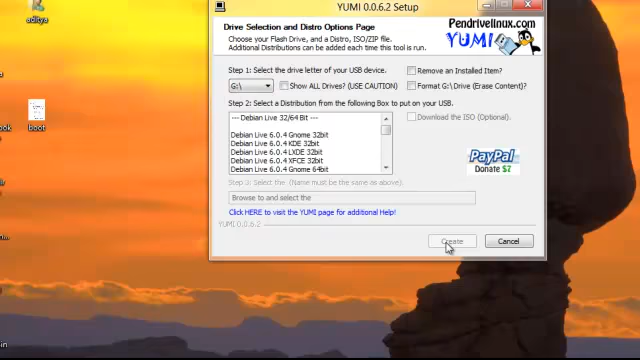 YUMI 0.0.6.2 Setup
aditya
Drive Selection and Distro Options Page
Choose your Flash Drive, and a Distro, ISO/ZIP file.
Additional Distributions can be added each time this tool is run.
Pendrivelinux.com
YUMI
Step 1: Select the drive letter of your USB device.
Remove an Installed Item?
G:\
Show ALL Drives? (USE CAUTION)
Format G:\ Drive (Erase Content)?
Step 2: Select a Distribution from the following Box to put on your USB.
--- Debian Live 32/64 Bit ---
Download the ISO (Optional).
Debian Live 6.0.4 Gnome 32bit
Debian Live 6.0.4 KDE 32bit
Debian Live 6.0.4 LXDE 32bit
Debian Live 6.0.4 XFCE 32bit
Debian Live 6.0.4 Gnome 64bit
PayPal
Donate $?
ook
boot
Step 3: Select the (Name must be the same as above).
Browse to and select the
Click HERE to visit the YUMI page for additional Help!
YUMI 0.0.6.2
Create
Cancel